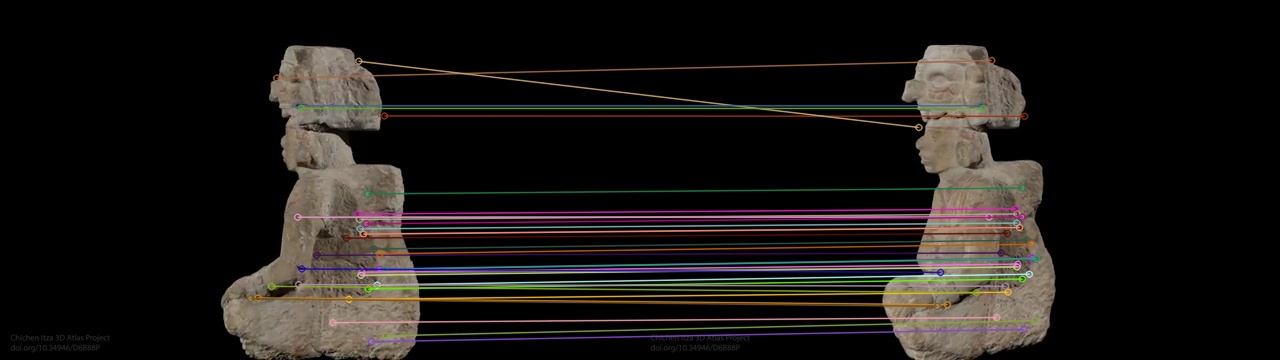 Chichen Itza 3D Atlas Project
doi.org/10.34946/D6B88P
Chichen Itza 3D Atlas Project
doi.org/10.34946/D6B88P